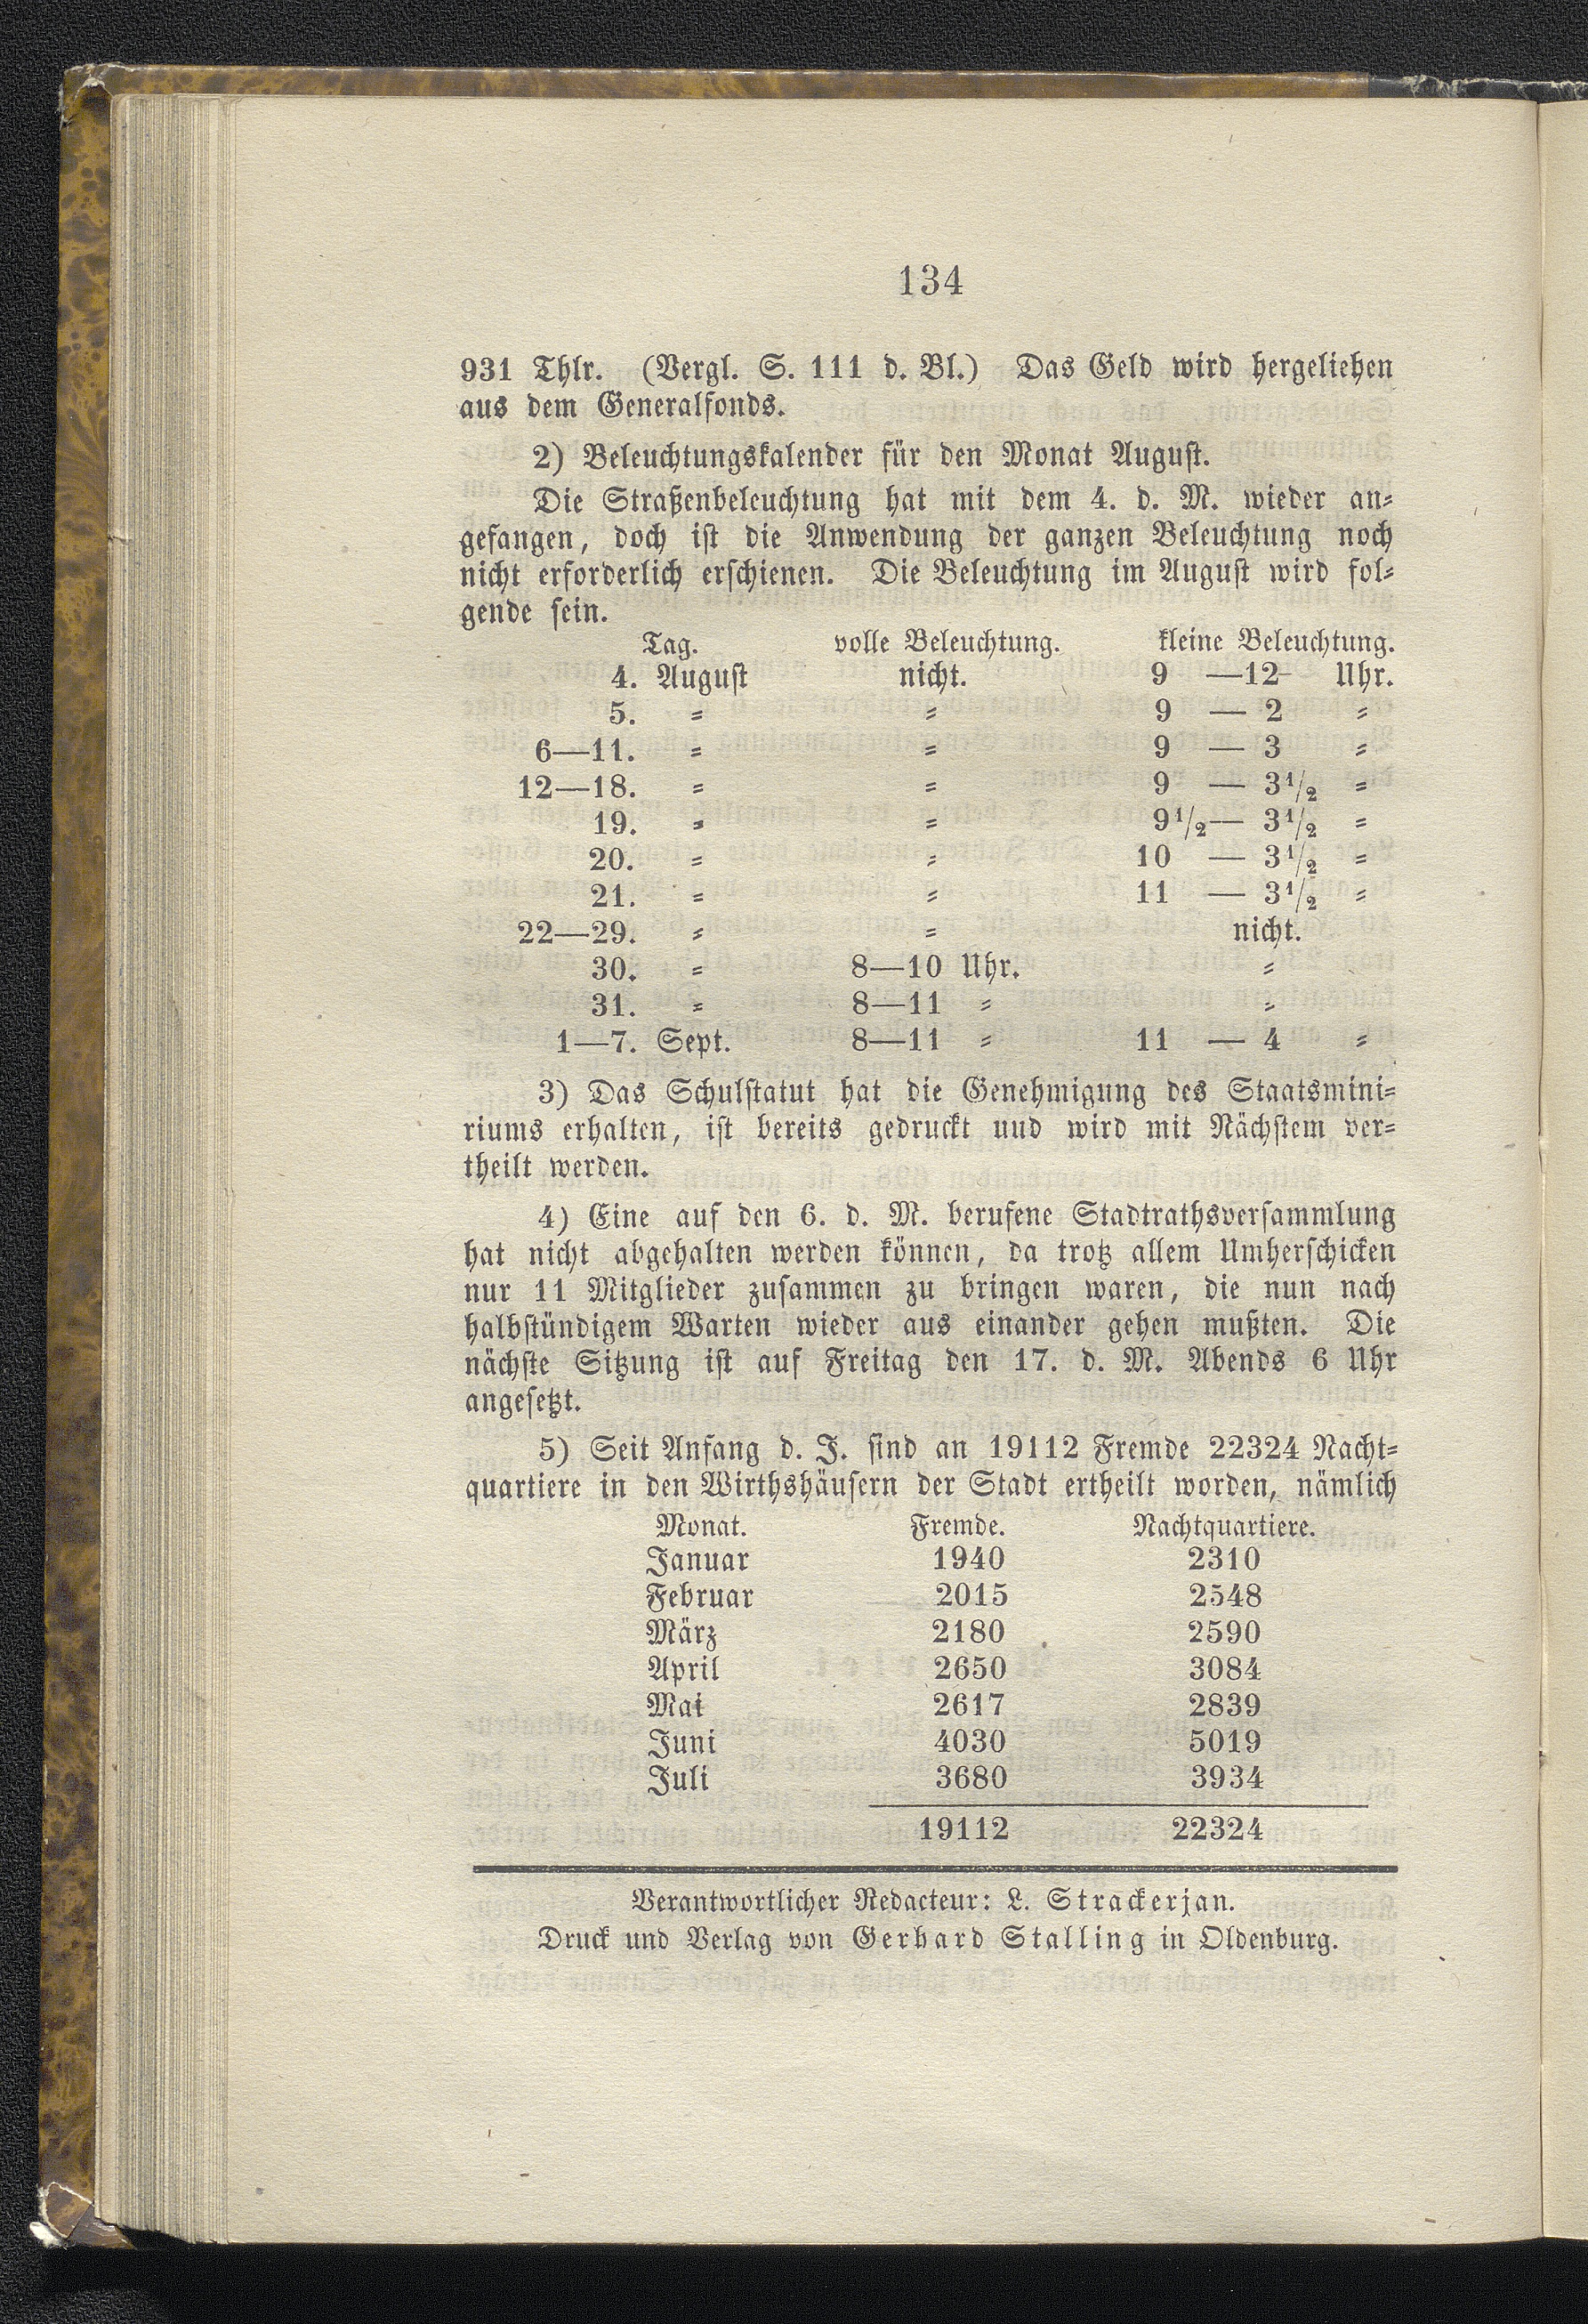 134
931 Thlr. (Vergl. S. 111 d. Bl.) Das Geld wird hergeliehen
aus dem Generalfonds.
2) Beleuchtungskalender für den Monat August.
Die Straßenbeleuchtung hat mit dem 4. d. M. wieder an-
gefangen, doch ist die Anwendung der ganzen Beleuchtung noch
nicht erforderlich erschienen. Die Beleuchtung im August wird fol-
gende sein.
Tag. volle Beleuchtung. kleine Beleuchtung.
4. August nicht. 9 —12 Uhr.
5. = = 9 — 2 =
6—11. = = 9 — 3 =
12—18. = = 9 — 3 1/2 =
19. = = 9 1/2 — 3 1/2 =
20. = = 10 — 3 1/2 =
21. = = 11 — 3 1/2 =
22—29. = = nicht.
30. = 8—10 Uhr. =
31. = 8—11 = =
1—7. Sept. 8—11 = 11 — 4 =
3) Das Schulstatut hat die Genehmigung des Staatsmini-
riums erhalten, ist bereits gedruckt uud wird mit Nächstem ver-
theilt werden.
4) Eine auf den 6. d. M. berufene Stadtrathsversammlung
hat nicht abgehalten werden können, da trotz allem Umherschicken
nur 11 Mitglieder zusammen zu bringen waren, die nun nach
halbstündigem Warten wieder aus einander gehen mußten. Die
nächste Sitzung ist auf Freitag den 17. d. M. Abends 6 Uhr
angesetzt.
5) Seit Anfang d. J. sind an 19112 Fremde 22324 Nacht-
quartiere in den Wirthshäusern der Stadt ertheilt worden, nämlich
Monat. Fremde. Nachtquartiere.
Januar 1940 2310
Februar 2015 2548
März 2180 2590
April 2650 3084
Mai 2617 2839
Juni 4030 5019
Juli 3680 3934
19112 22324
Verantwortlicher Redacteur: L. Strackerjan.
Druck und Verlag von Gerhard Stalling in Oldenburg.